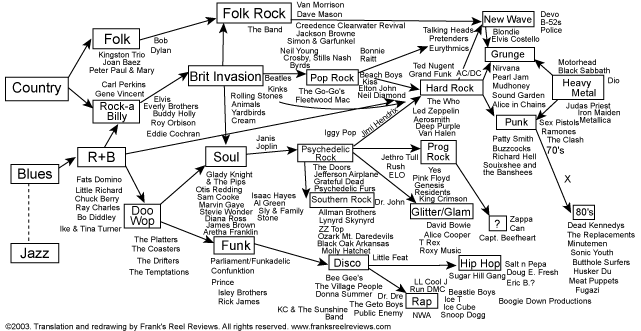 Folk Rock
Van Morrison
Dave Mason
The Band
Creedence Clearwater Revival
Jackson Browne
Simon & Garfunkel
New Wave
Devo
B-52s
Police
Talking Heads
Pretenders
Eurythmics
Blondie
Elvis Costello
Folk
Bob
Dylan
Kingston Trio
Joan Baez
Peter Paul & Mary
Neil Young
Crosby, Stills Nash
Byrds
Bonnie
Raitt
Grunge
Nirvana
Pearl Jam
Mudhoney
Sound Garden
Alice in Chains
Motorhead
Black Sabbath
Heavy
Metal
Dio
Judas Priest
Iron Maiden
Metallica
Country
Carl Perkins
Gene Vincent
Brit Invasion
Beatles
Kinks
Rolling Stones
Animals
Yardbirds
Cream
Pop Rock
Beach Boys
Kiss
Elton John
Neil Diamond
The Go-Go's
Fleetwood Mac
Ted Nugent
Grand Funk
AC/DC
Hard Rock
The Who
Led Zeppelin
Aerosmith
Deep Purple
Van Halen
Rock-a
Billy
Elvis
Everly Brothers
Buddy Holly
Roy Orbison
Eddie Cochran
Jimi Hendrix
Punk
Sex Pistols
Ramones
The Clash
70's
Patty Smith
Buzzcocks
Richard Hell
Souixshee and
the Banshees
X
R+B
Blues
Fats Domino
Little Richard
Chuck Berry
Ray Charles
Bo Diddley
Ike & Tina Turner
Soul
Janis
Joplin
Glady Knight
& The Pips
Otis Redding
Sam Cooke
Marvin Gaye
Stevie Wonder
Diana Ross
James Brown
Aretha Franklin
Isaac Hayes
Al Green
Sly & Family
Stone
Iggy Pop
Psychedelic
Rock
The Doors
Jefferson Airplane
Grateful Dead
Psychedelic Furs
Jethro Tull
Rush
ELO
Prog
Rock
Yes
Pink Floyd
Genesis
Residents
King Crimson
Southern Rock
Dr. John
Allman Brothers
Lynyrd Skynyrd
ZZ Top
Ozark Mt. Daredevils
Black Oak Arkansas
Molly Hatchet
Glitter/Glam
David Bowie
Alice Cooper
T Rex
Roxy Music
?
Zappa
Can
Capt. Beefheart
80's
Dead Kennedys
The Replacements
Minutemen
Sonic Youth
Butthole Surfers
Husker Du
Meat Puppets
Fugazi
Doo
Wop
The Platters
The Coasters
The Drifters
The Temptations
Jazz
Funk
Parliament/Funkadelic
Confunktion
Prince
Isley Brothers
Rick James
Disco
Little Feat
Bee Gee's
The Village People
Donna Summer
KC & The Sunshine
Band
Hip Hop
Sugar Hill Gang
Salt n Pepa
Doug E. Fresh
Eric B.?
Rap
NWA
Dr. Dre
The Geto Boys
Public Enemy
LL Cool J
Run DMC
Beastie Boys
Ice T
Ice Cube
Snoop Dogg
Boogie Down Productions
©2003. Translation and redrawing by Frank's Reel Reviews. All rights reserved. www.franksreelreviews.com